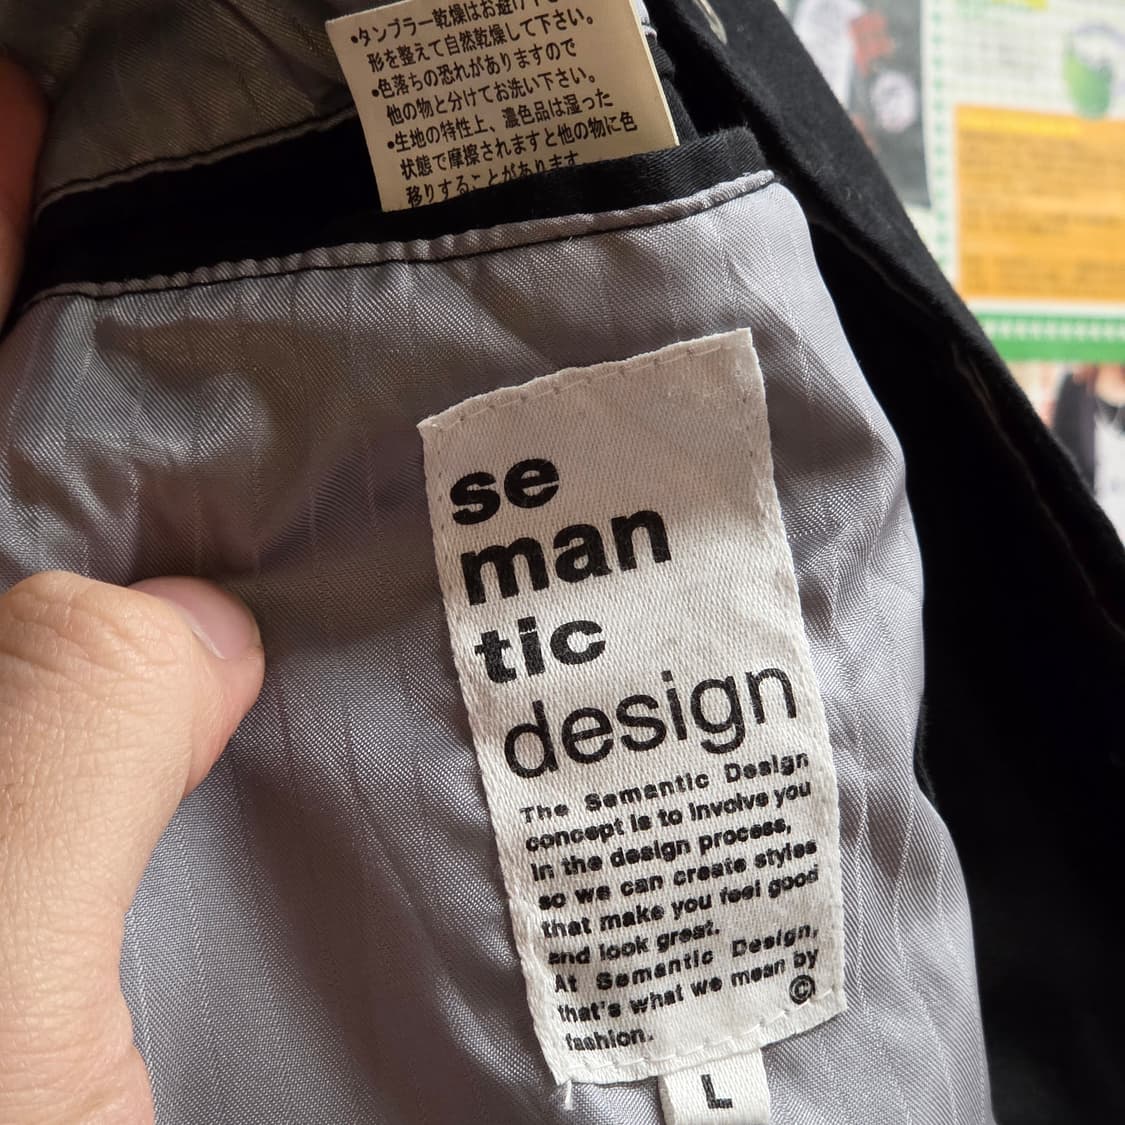 •タンブラー乾燥はお避け下さい。
形を整えて自然乾燥して下さい。
•色落ちの恐れがありますので
他の物と分けてお洗い下さい。
•生地の特性上、濃色品は湿った
状態で摩擦されますと他の物に色
移りすることがあります
se
man
tic
design
The Semantic Design
concept is to involve you
in the design process,
so we can create styles
that make you feel good
and look great.
At Semantic Design,
that's what we mean by
fashion.
©
L